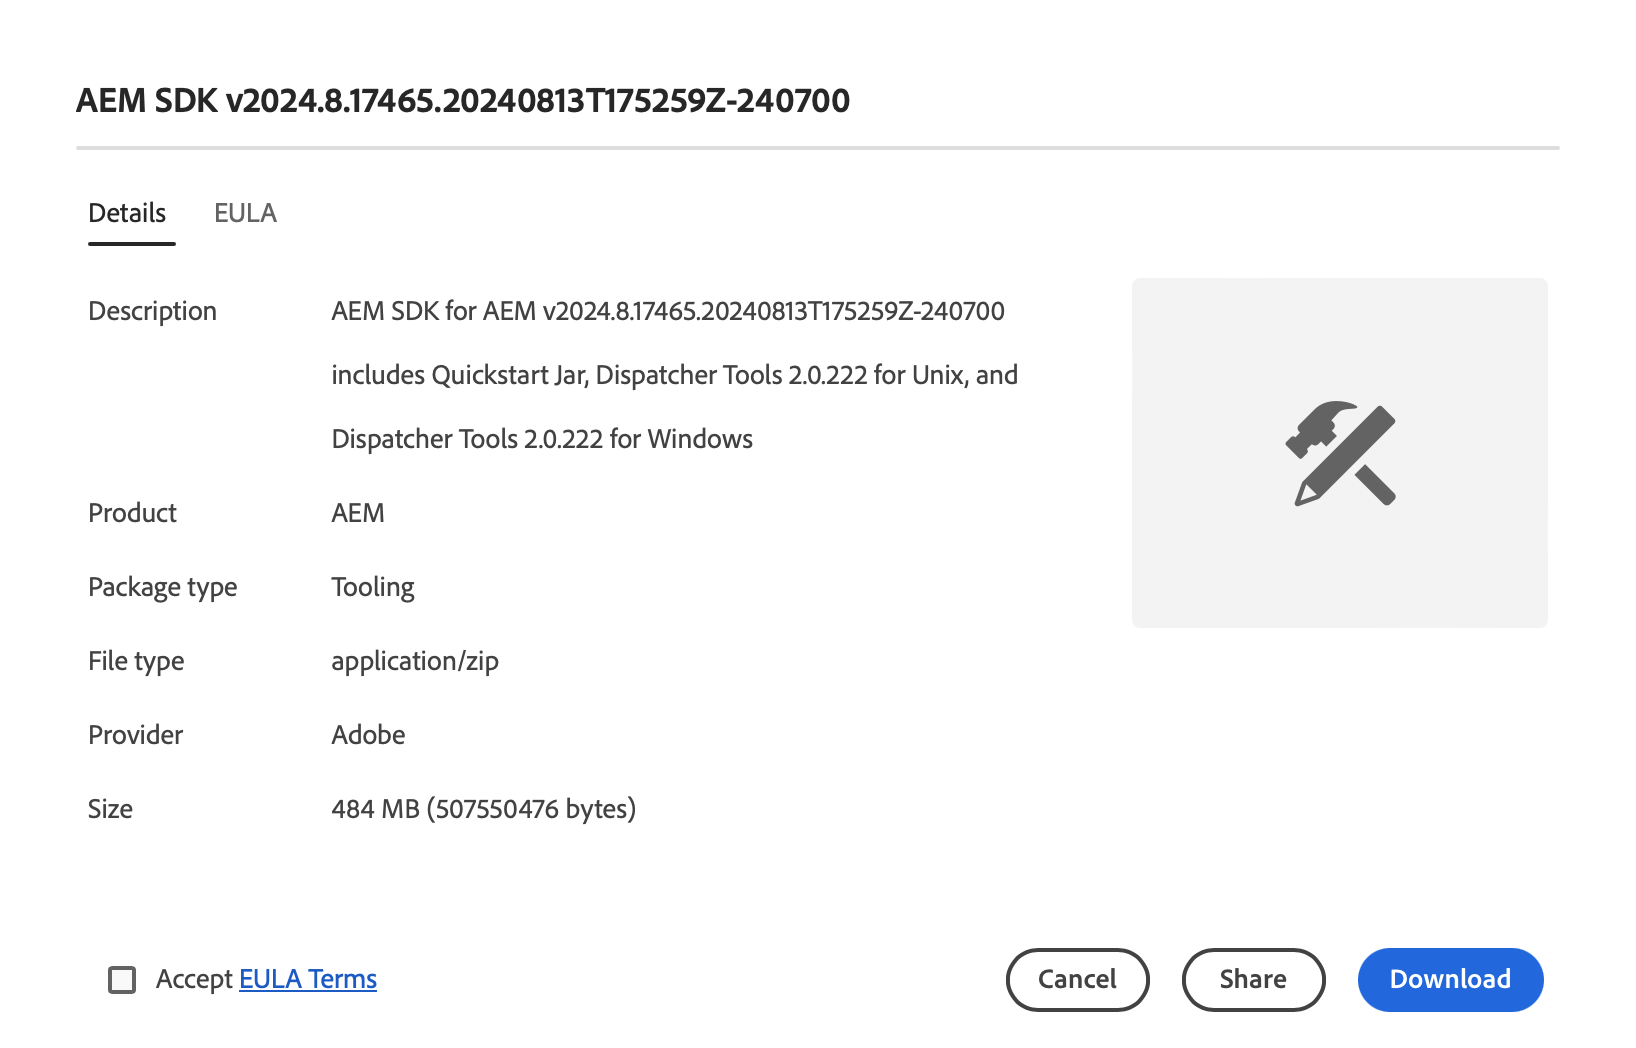 AEM SDK v2024.8.17465.20240813T175259Z-240700
Details EULA
Description AEM SDK for AEM v2024.8.17465.20240813T175259Z-240700
includes Quickstart Jar, Dispatcher Tools 2.0.222 for Unix, and
Dispatcher Tools 2.0.222 for Windows
Product AEM
Package type Tooling
File type application/zip
Provider Adobe
Size 484 MB (507550476 bytes)
Accept EULA Terms Cancel Share Download